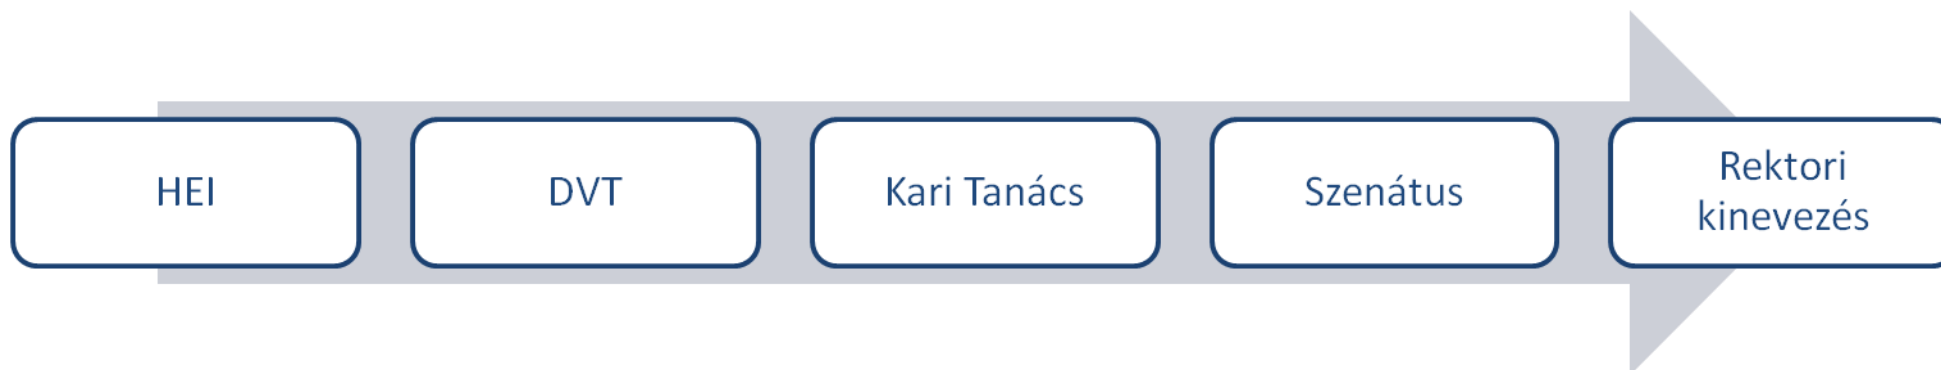 HEI
DVT
Kari Tanács
Szenátus
Rektori
kinevezés